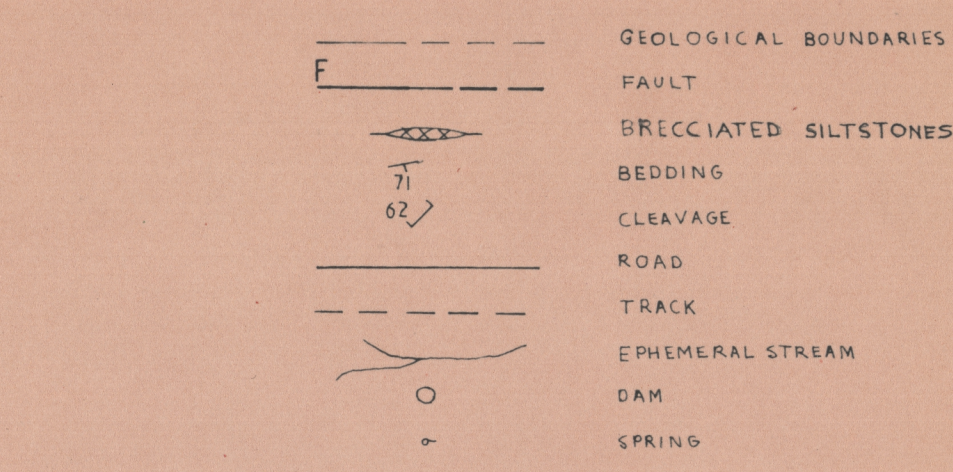 GEOLOGICAL BOUNDARIES
F FAULT
BRECCIATED SILTSTONES
71 BEDDING
62 CLEAVAGE
ROAD
TRACK
EPHEMERAL STREAM
DAM
SPRING